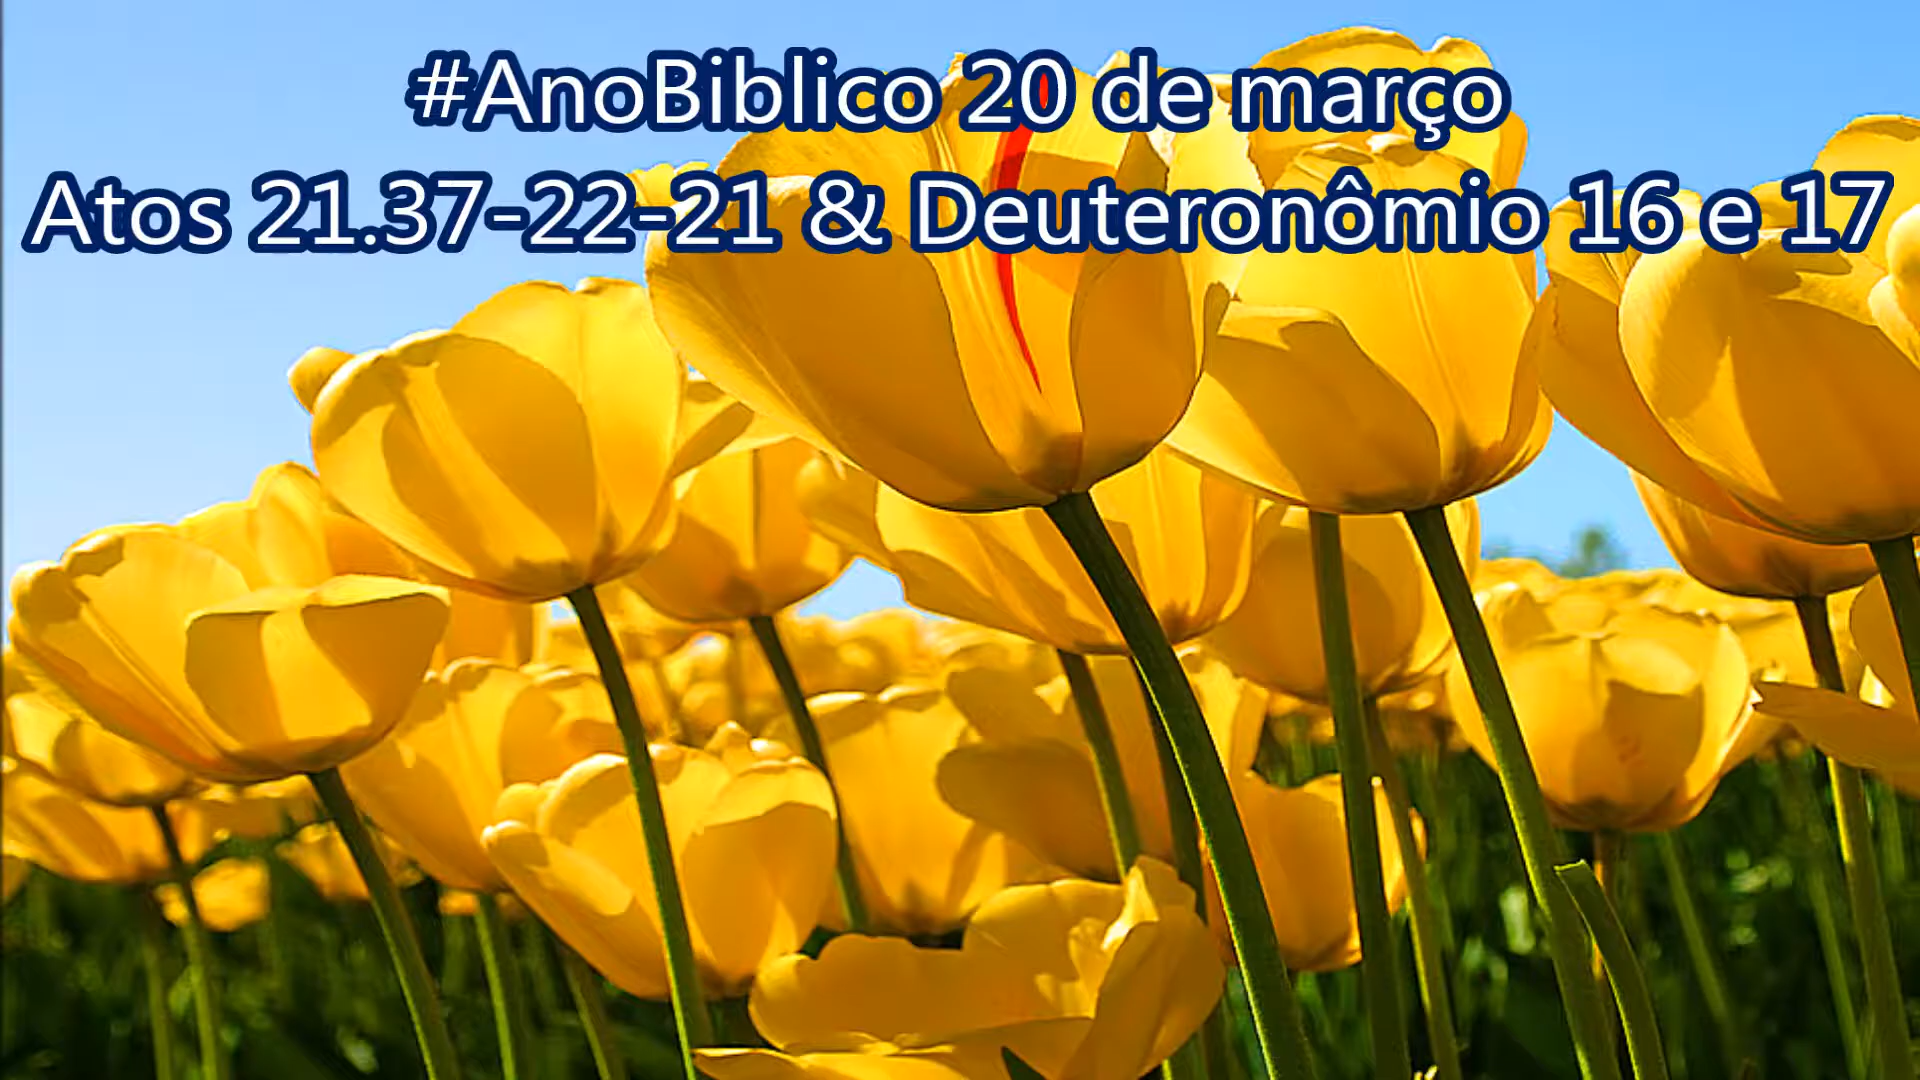 #AnoBiblico 20 de março
Atos 21.37-22-21 & Deuteronômio 16 e 17